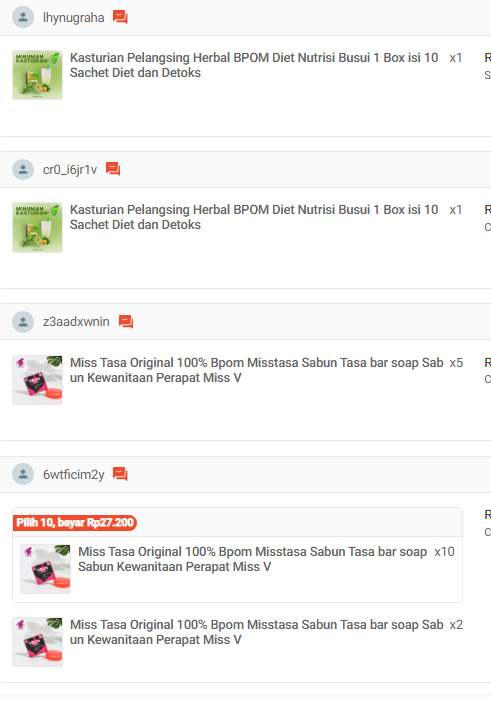 lhynugraha
MINUMAN
KASTURIAN
Kasturian Pelangsing Herbal BPOM Diet Nutrisi Busui 1 Box isi 10 x1
Sachet Diet dan Detoks
R
S
cr0_i6jr1v
MINUMAN
KASTURIAN
Kasturian Pelangsing Herbal BPOM Diet Nutrisi Busui 1 Box isi 10 x1
Sachet Diet dan Detoks
R
C
z3aadxwnin
Miss Tasa Original 100% Bpom Misstasa Sabun Tasa bar soap Sab x5
un Kewanitaan Perapat Miss V
R
C
6wtficim2y
Pilih 10, bayar Rp27.200
R
C
Miss Tasa Original 100% Bpom Misstasa Sabun Tasa bar soap x10
Sabun Kewanitaan Perapat Miss V
Miss Tasa Original 100% Bpom Misstasa Sabun Tasa bar soap Sab x2
un Kewanitaan Perapat Miss V